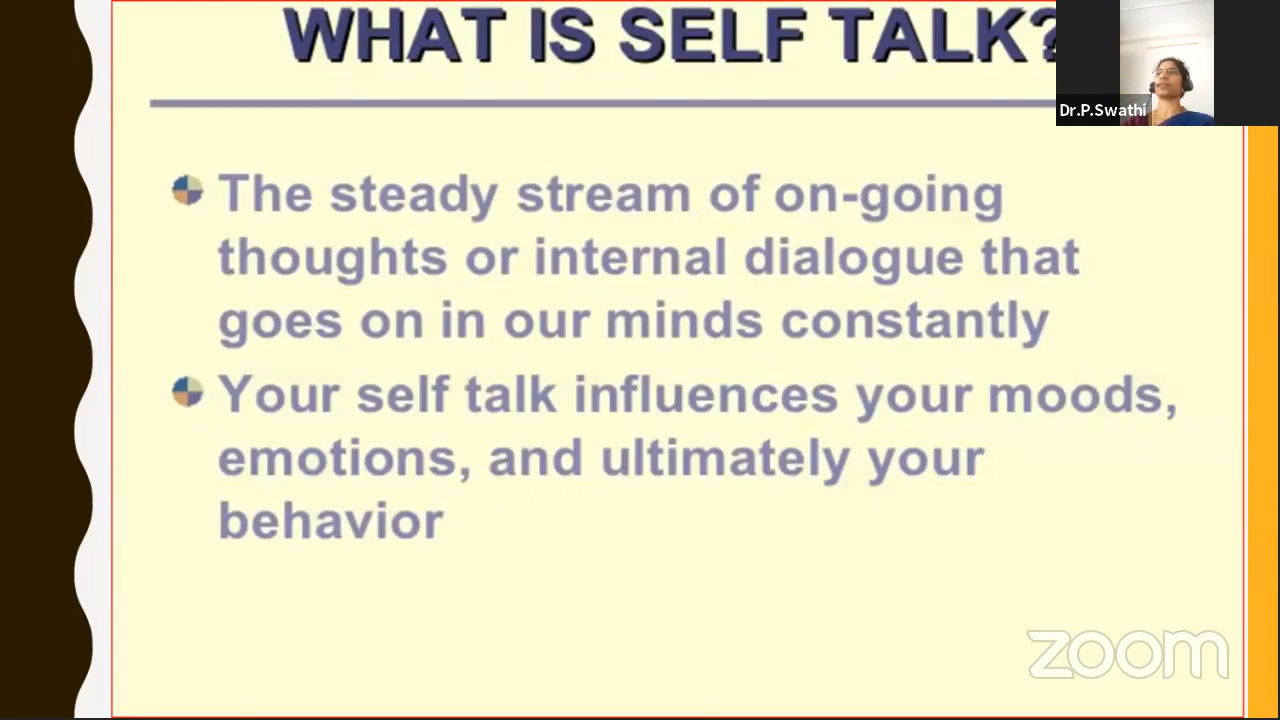 WHAT IS SELF TALK?
Dr.P.Swathi
The steady stream of on-going
thoughts or internal dialogue that
goes on in our minds constantly
Your self talk influences your moods,
emotions, and ultimately your
behavior
zoom